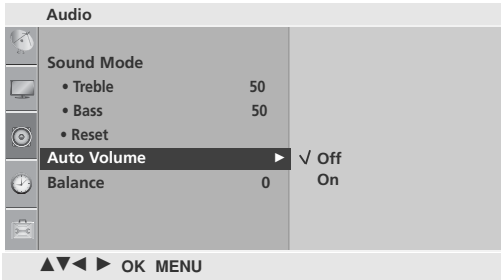 Audio
Sound Mode
• Treble 50
• Bass 50
• Reset
Auto Volume ► √ Off
On
Balance 0
▲▼◄ ► OK MENU